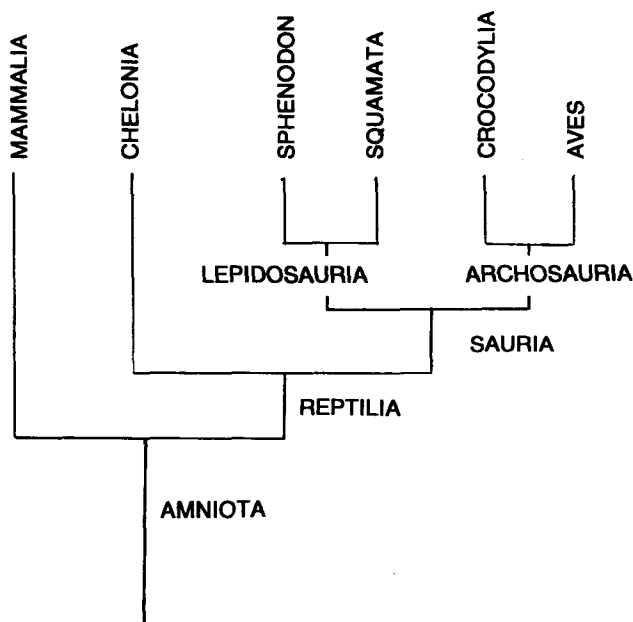 MAMMALIA
CHELONIA
SPHENODON
SQUAMATA
CROCODYLIA
AVES
LEPIDOSAURIA
ARCHOSAURIA
SAURIA
REPTILIA
AMNIOTA